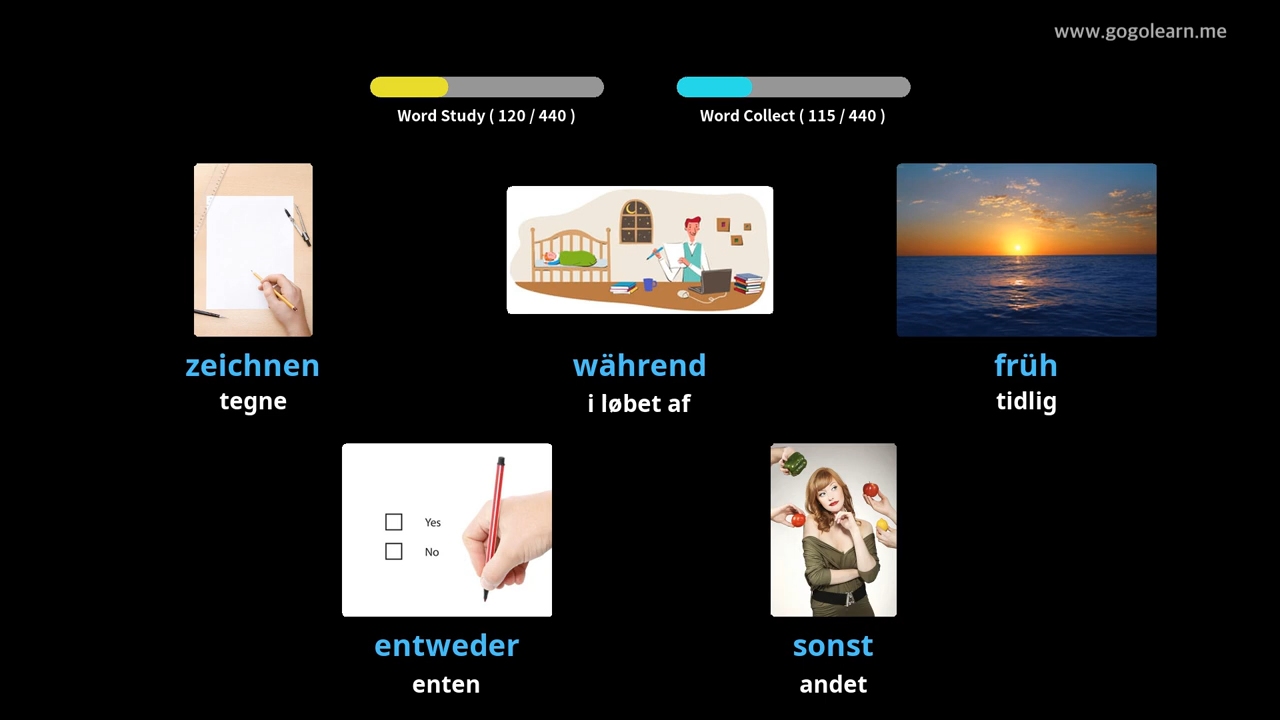 www.gogolearn.me
Word Study ( 120 / 440 )
Word Collect ( 115 / 440 )
zeichnen
tegne
während
i løbet af
früh
tidlig
Yes
No
entweder
enten
sonst
andet